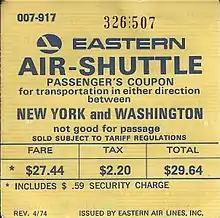 007-917 326:507
EASTERN
AIR-SHUTTLE
PASSENGER'S COUPON
for transportation in either direction
between
NEW YORK and WASHINGTON
not good for passage
SOLD SUBJECT TO TARIFF REGULATIONS
FARE TAX TOTAL
* $27.44 $2.20 $29.64
* INCLUDES $ .59 SECURITY CHARGE
REV. 4/74 ISSUED BY EASTERN AIR LINES, INC.